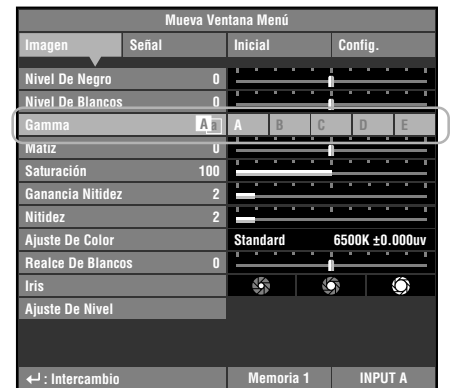 Mueva Ventana Menú
Imagen Señal Inicial Config.
Nivel De Negro 0
Nivel De Blancos 0
Gamma Aa A B C D E
Matiz 0
Saturación 100
Ganancia Nitidez 2
Nitidez 2
Ajuste De Color Standard 6500K ±0.000uv
Realce De Blancos 0
Iris
Ajuste De Nivel
↵ : Intercambio Memoria 1 INPUT A